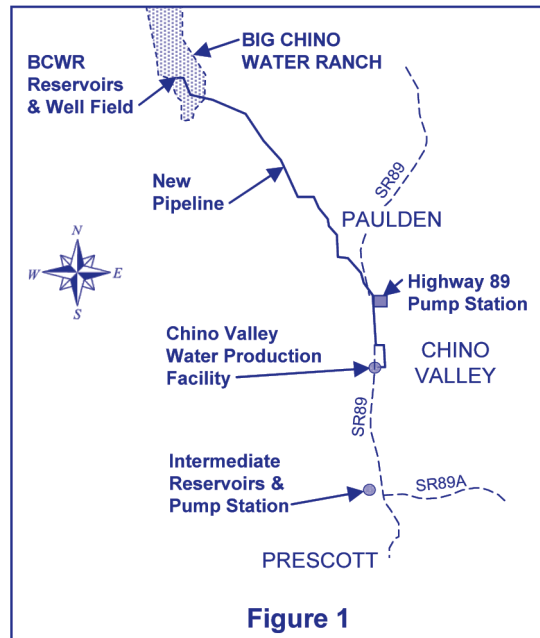 BIG CHINO
WATER RANCH
BCWR
Reservoirs
& Well Field
SR89
New
Pipeline
PAULDEN
N
W
E
S
Highway 89
Pump Station
Chino Valley
Water Production
Facility
CHINO
VALLEY
SR89
Intermediate
Reservoirs &
Pump Station
SR89A
PRESCOTT
Figure 1